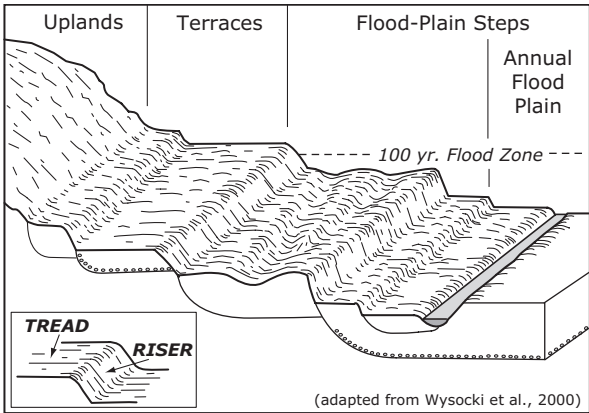 Uplands
Terraces
Flood-Plain Steps
Annual
Flood
Plain
100 yr. Flood Zone
TREAD
RISER
(adapted from Wysocki et al., 2000)